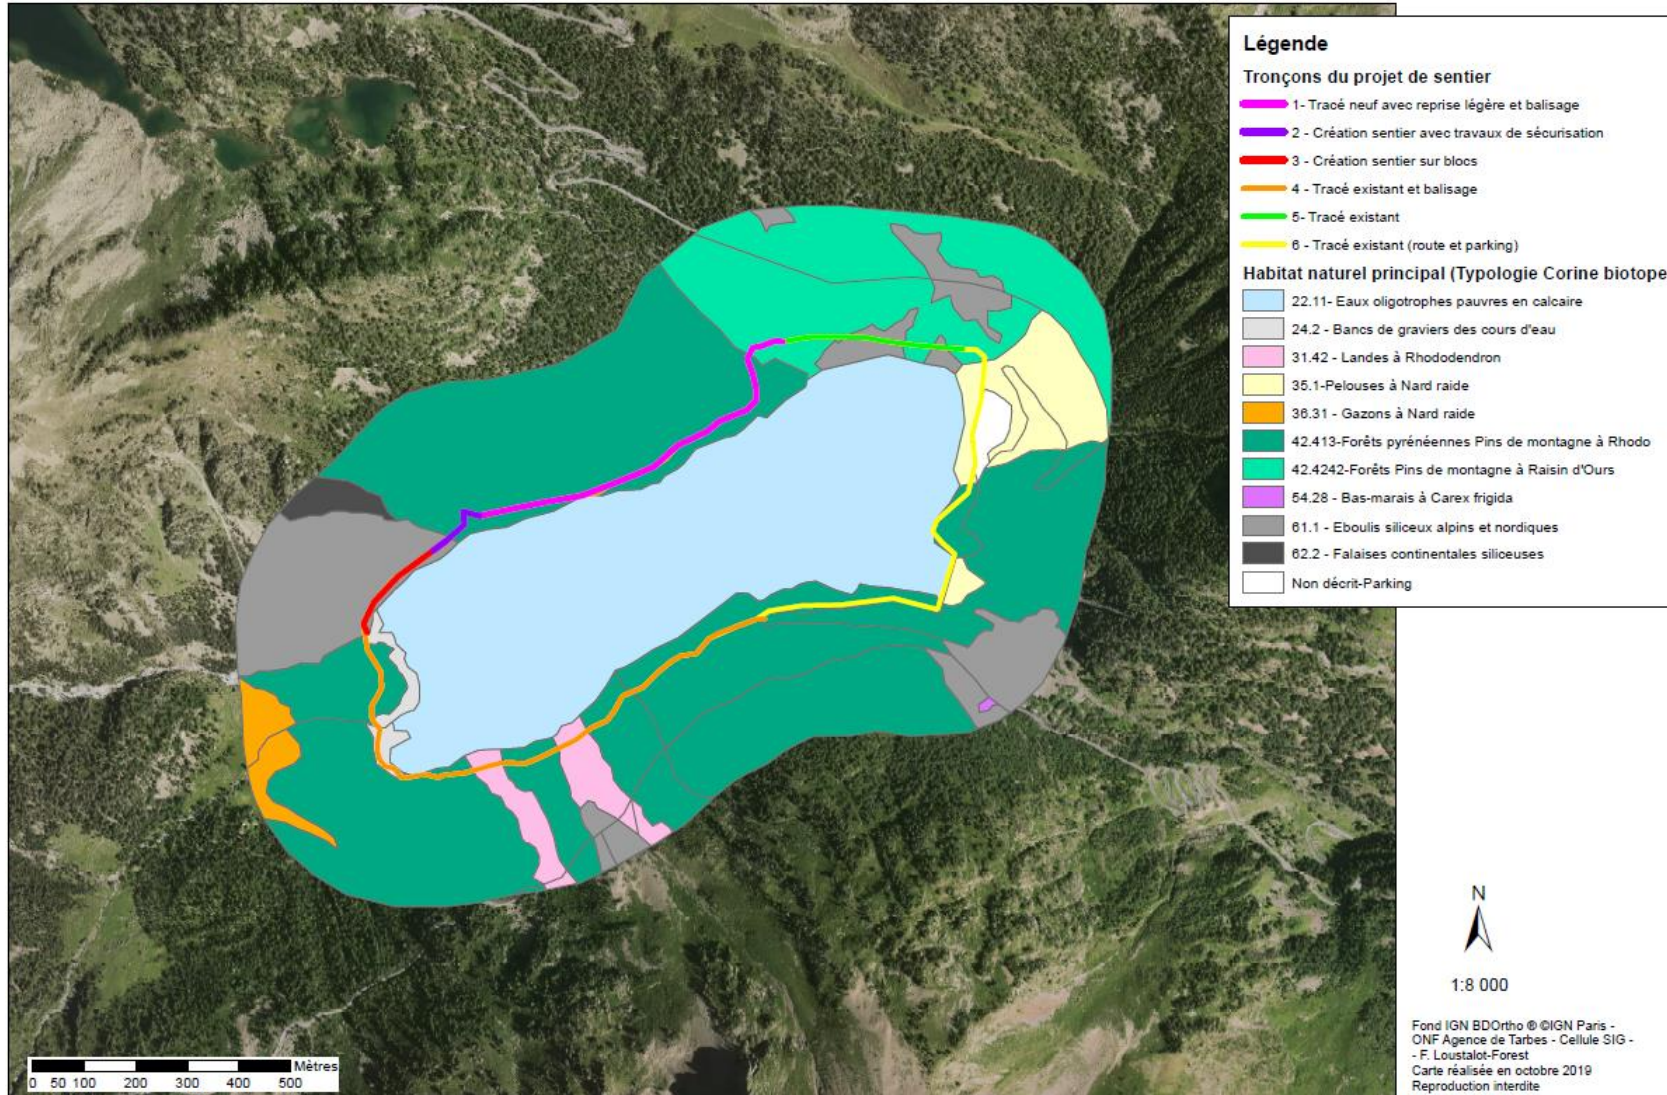 Légende
Tronçons du projet de sentier
1- Tracé neuf avec reprise légère et balisage
2 - Création sentier avec travaux de sécurisation
3 - Création sentier sur blocs
4 - Tracé existant et balisage
5- Tracé existant
6 - Tracé existant (route et parking)
Habitat naturel principal (Typologie Corine biotope
22.11- Eaux oligotrophes pauvres en calcaire
24.2 - Bancs de graviers des cours d'eau
31.42 - Landes à Rhododendron
35.1-Pelouses à Nard raide
36.31 - Gazons à Nard raide
42.413-Forêts pyrénéennes Pins de montagne à Rhodo
42.4242-Forêts Pins de montagne à Raisin d'Ours
54.28 - Bas-marais à Carex frigida
61.1 - Eboulis siliceux alpins et nordiques
62.2 - Falaises continentales siliceuses
Non décrit-Parking
N
1:8 000
Fond IGN BDOrtho ® ©IGN Paris -
ONF Agence de Tarbes - Cellule SIG -
- F. Loustalot-Forest
Carte réalisée en octobre 2019
Reproduction interdite
Mètres
0 50 100 200 300 400 500